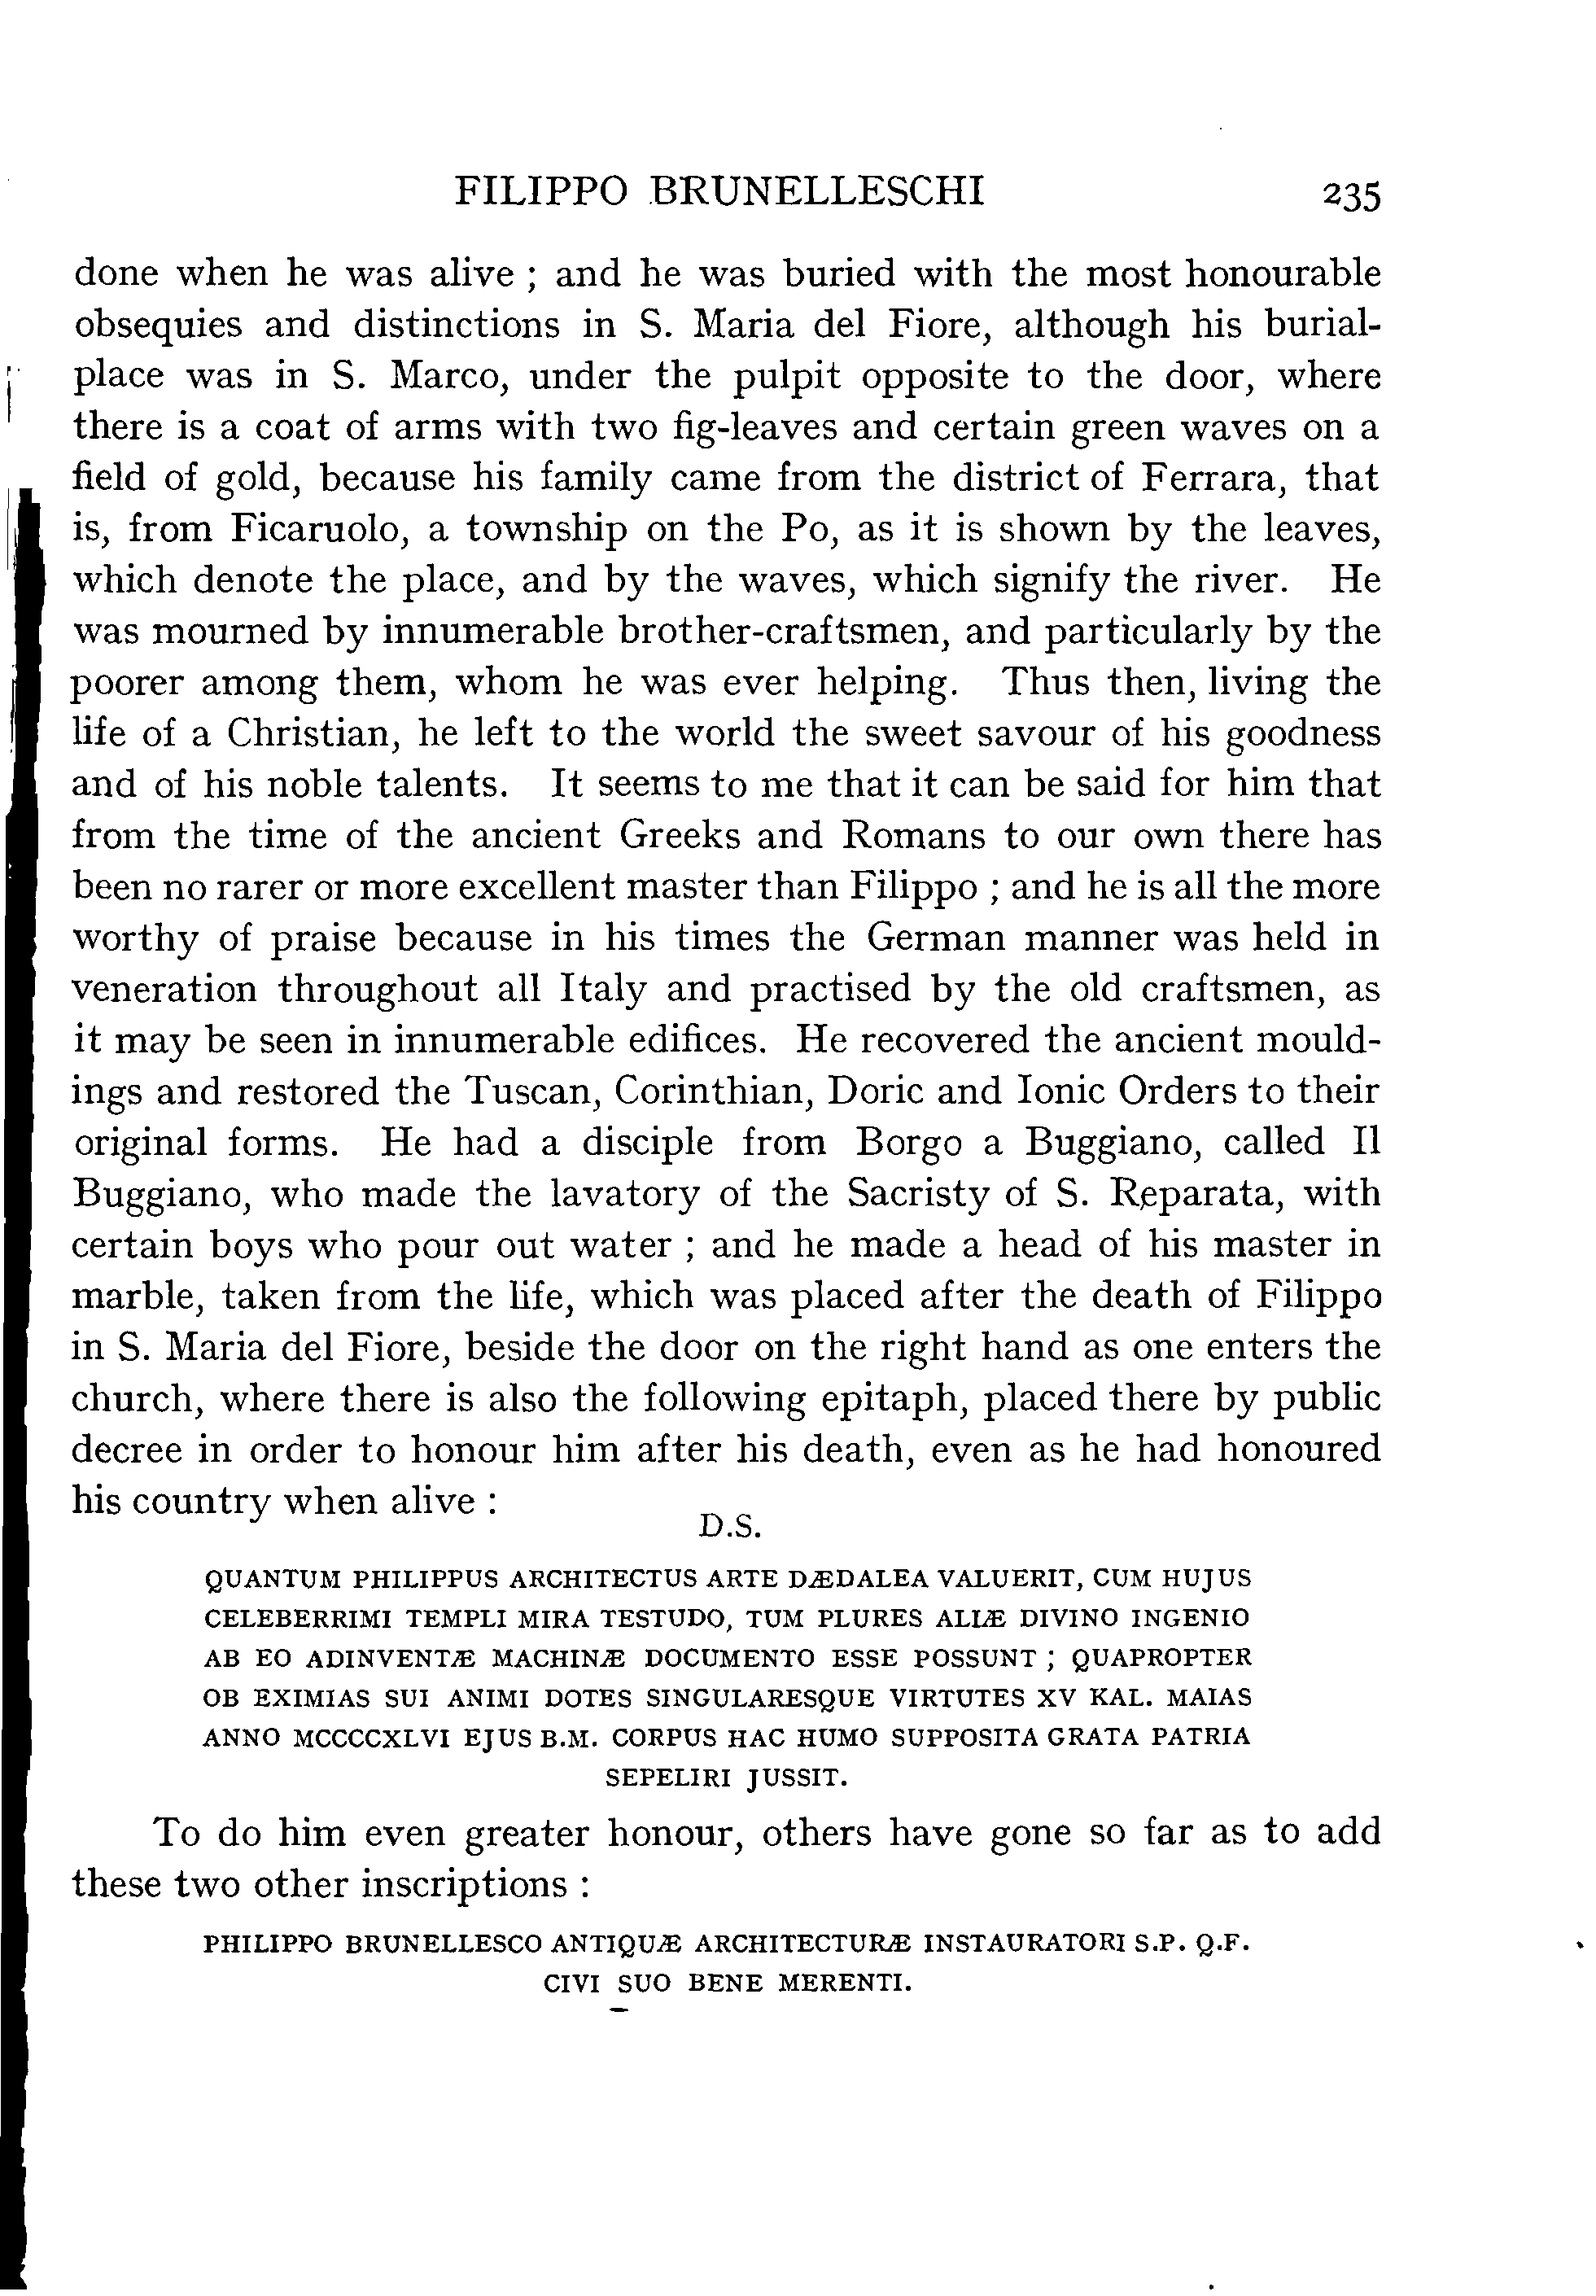 FILIPPO BRUNELLESCHI 235
done when he was alive ; and he was buried with the most honourable
obsequies and distinctions in S. Maria del Fiore, although his burial-
place was in S. Marco, under the pulpit opposite to the door, where
there is a coat of arms with two fig-leaves and certain green waves on a
field of gold, because his family came from the district of Ferrara, that
is, from Ficaruolo, a township on the Po, as it is shown by the leaves,
which denote the place, and by the waves, which signify the river. He
was mourned by innumerable brother-craftsmen, and particularly by the
poorer among them, whom he was ever helping. Thus then, living the
life of a Christian, he left to the world the sweet savour of his goodness
and of his noble talents. It seems to me that it can be said for him that
from the time of the ancient Greeks and Romans to our own there has
been no rarer or more excellent master than Filippo ; and he is all the more
worthy of praise because in his times the German manner was held in
veneration throughout all Italy and practised by the old craftsmen, as
it may be seen in innumerable edifices. He recovered the ancient mould-
ings and restored the Tuscan, Corinthian, Doric and Ionic Orders to their
original forms. He had a disciple from Borgo a Buggiano, called Il
Buggiano, who made the lavatory of the Sacristy of S. Reparata, with
certain boys who pour out water ; and he made a head of his master in
marble, taken from the life, which was placed after the death of Filippo
in S. Maria del Fiore, beside the door on the right hand as one enters the
church, where there is also the following epitaph, placed there by public
decree in order to honour him after his death, even as he had honoured
his country when alive :
D.S.
QUANTUM PHILIPPUS ARCHITECTUS ARTE DÆDALEA VALUERIT, CUM HUJUS
CELEBERRIMI TEMPLI MIRA TESTUDO, TUM PLURES ALIÆ DIVINO INGENIO
AB EO ADINVENTÆ MACHINÆ DOCUMENTO ESSE POSSUNT ; QUAPROPTER
OB EXIMIAS SUI ANIMI DOTES SINGULARESQUE VIRTUTES XV KAL. MAIAS
ANNO MCCCCXLVI EJUS B.M. CORPUS HAC HUMO SUPPOSITA GRATA PATRIA
SEPELIRI JUSSIT.
To do him even greater honour, others have gone so far as to add
these two other inscriptions :
PHILIPPO BRUNELLESCO ANTIQUÆ ARCHITECTURÆ INSTAURATORI S.P. Q.F.
CIVI SUO BENE MERENTI.